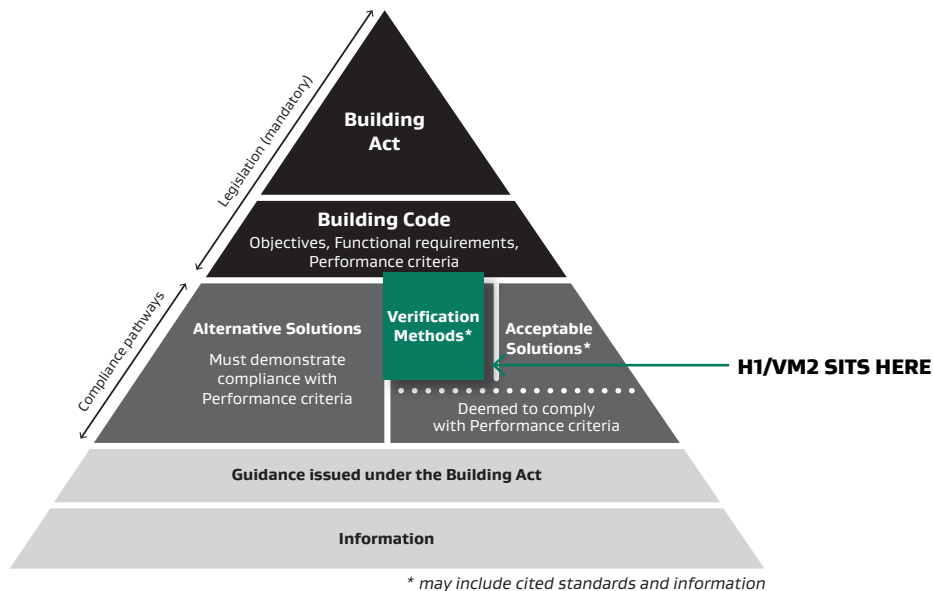 Legislation (mandatory)
Building
Act
Building Code
Objectives, Functional requirements,
Performance criteria
Compliance pathways
Alternative Solutions
Must demonstrate
compliance with
Performance criteria
Verification
Methods*
Acceptable
Solutions*
H1/VM2 SITS HERE
Deemed to comply
with Performance criteria
Guidance issued under the Building Act
Information
* may include cited standards and information